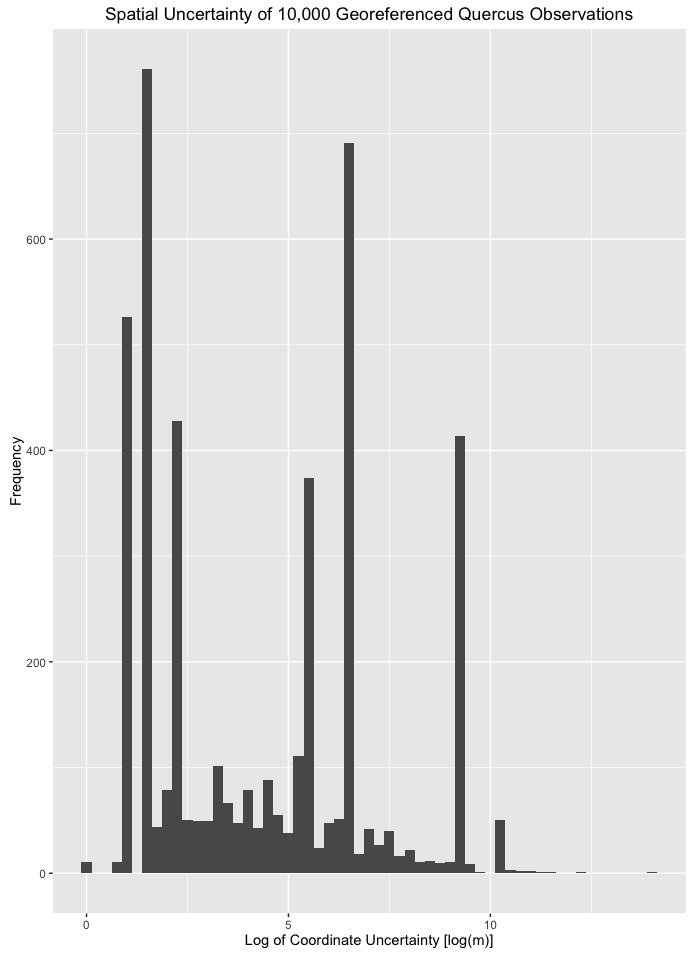 Spatial Uncertainty of 10,000 Georeferenced Quercus Observations
600
400
200
0
Frequency
0 5 10
Log of Coordinate Uncertainty [log(m)]